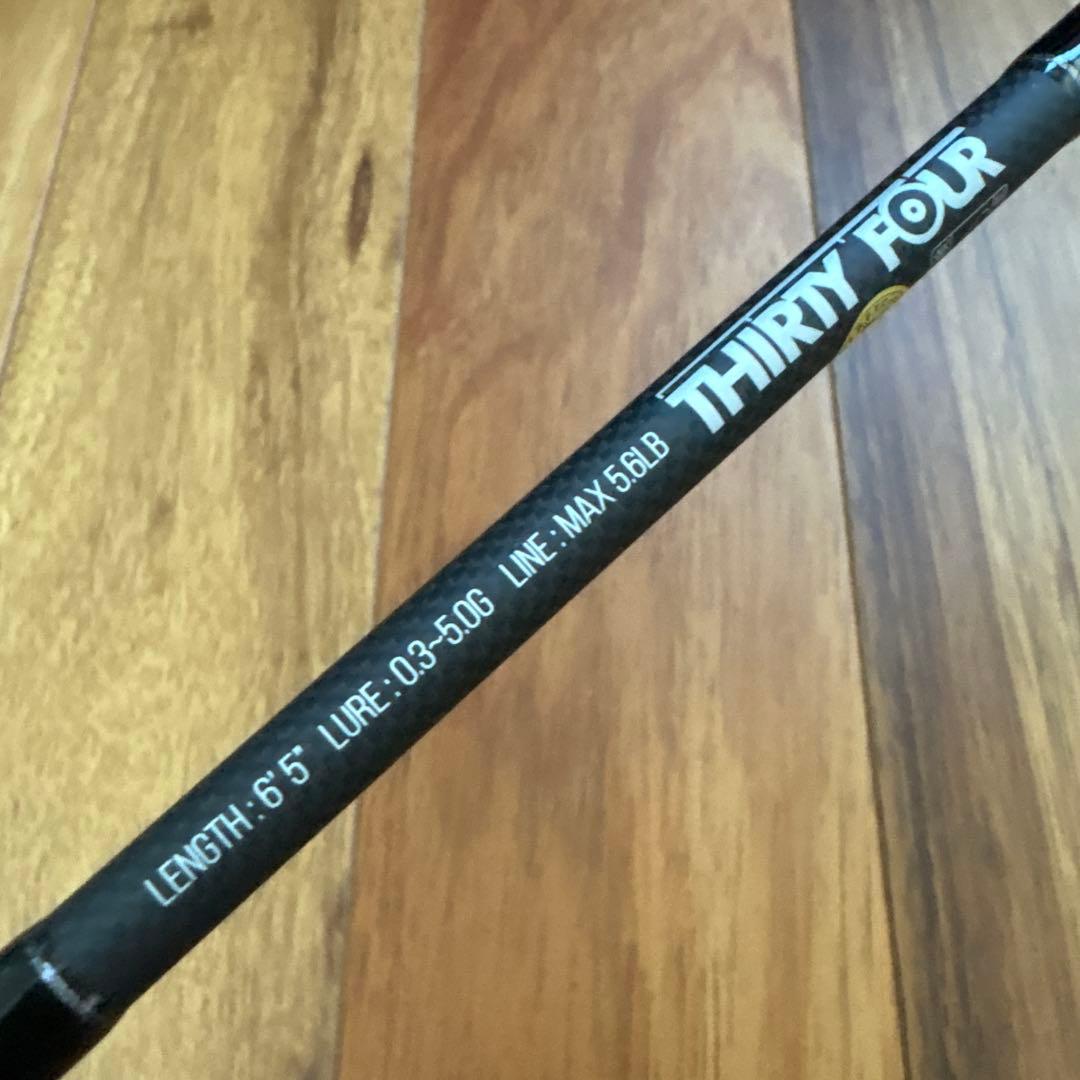 LENGTH : 6' 5" LURE : 0.3~5.0G LINE : MAX 5.6LB THIRTY FOUR